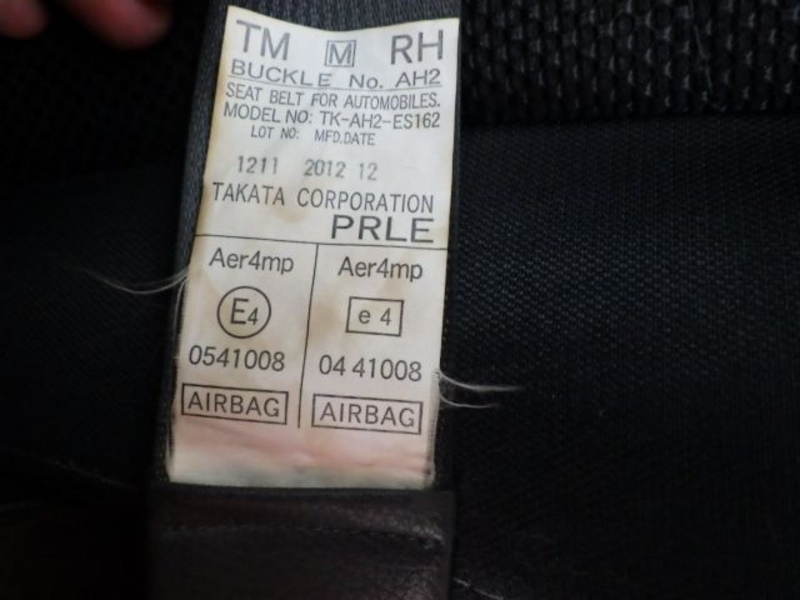 TM M RH
BUCKLE No. AH2
SEAT BELT FOR AUTOMOBILES.
MODEL NO: TK-AH2-ES162
LOT NO: MFD.DATE
1211 2012 12
TAKATA CORPORATION
PRLE
Aer4mp Aer4mp
E4 e 4
0541008 04 41008
AIRBAG AIRBAG